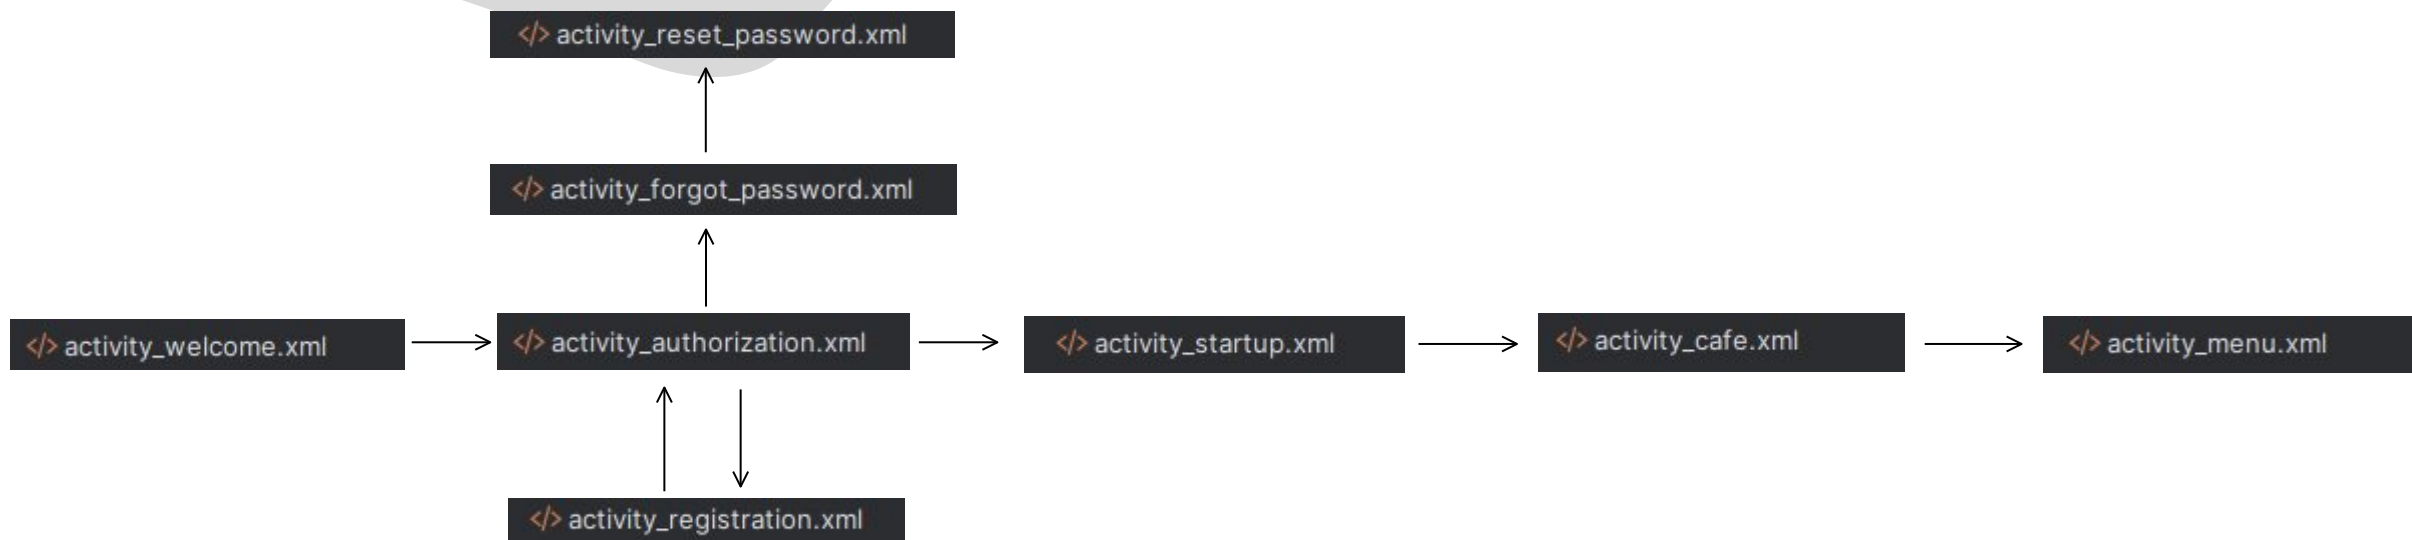 </> activity_reset_password.xml
</> activity_forgot_password.xml
</> activity_welcome.xml
</> activity_authorization.xml
</> activity_startup.xml
</> activity_cafe.xml
</> activity_menu.xml
</> activity_registration.xml